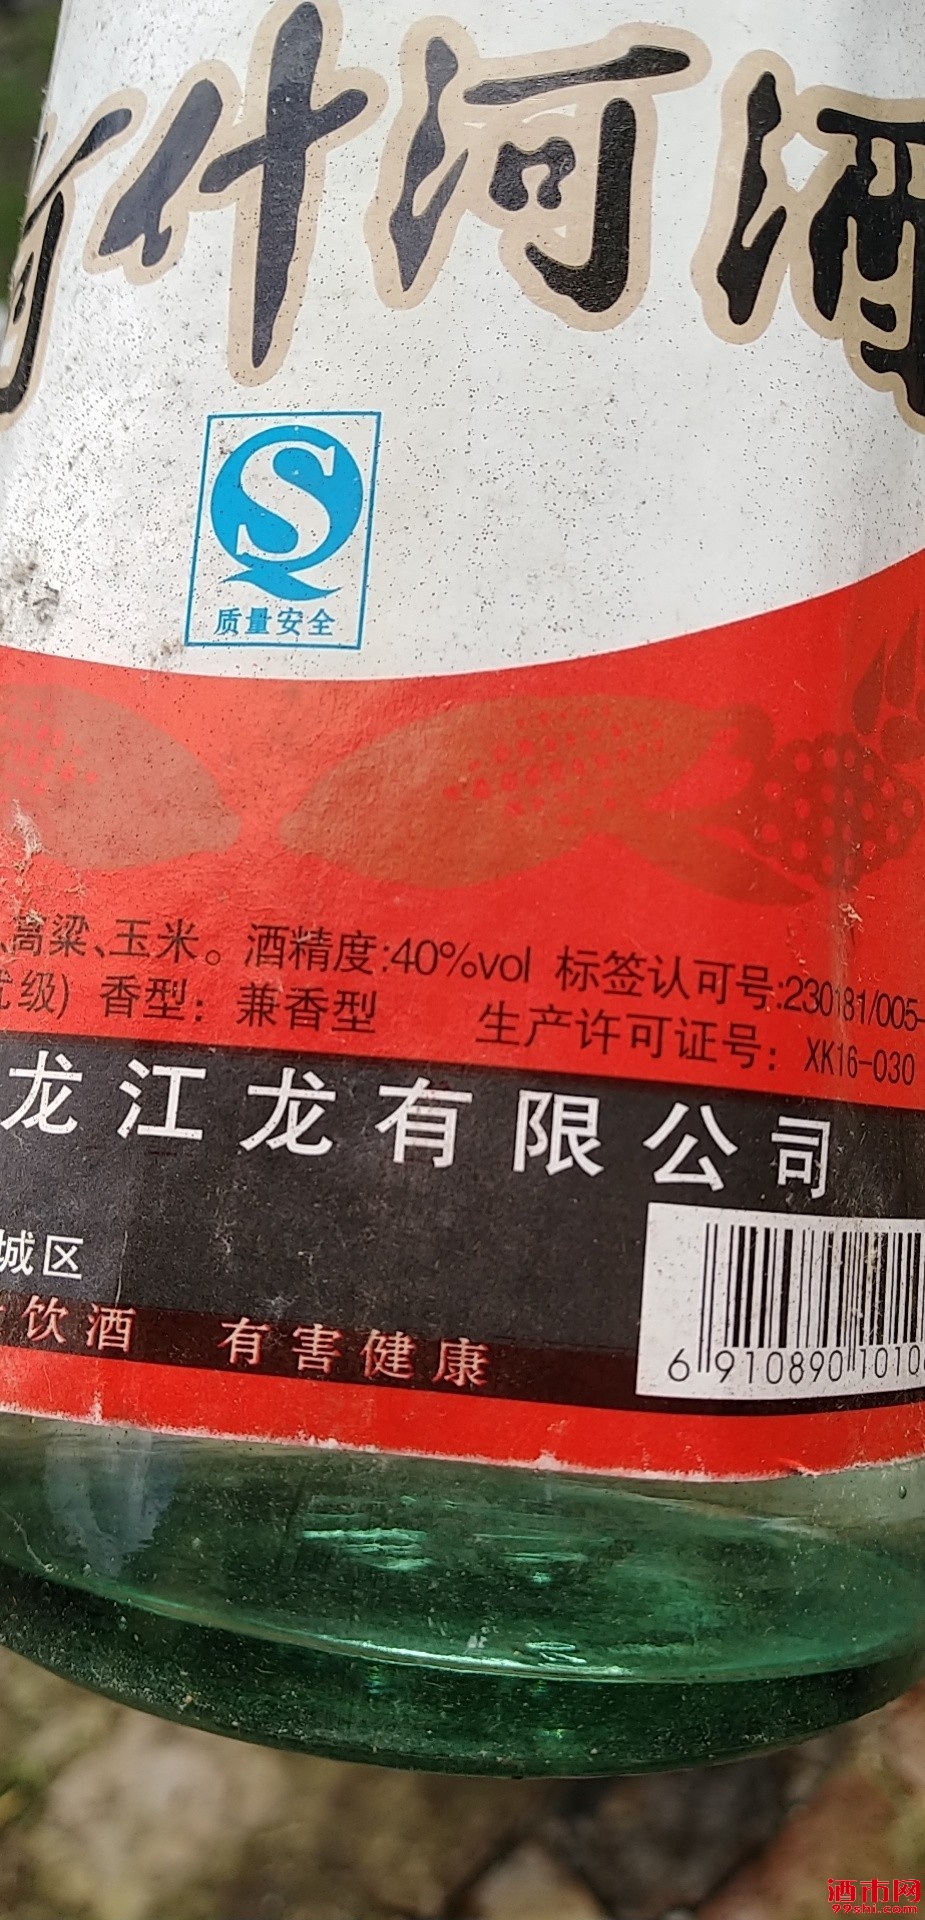 什河酒
质量安全
、高粱、玉米。酒精度:40%vol 标签认可号:230181/005-
优级) 香型: 兼香型 生产许可证号: XK16-030
龙江龙有限公司
城区
饮酒 有害健康
6 910890 1010
酒市网
99shi.com